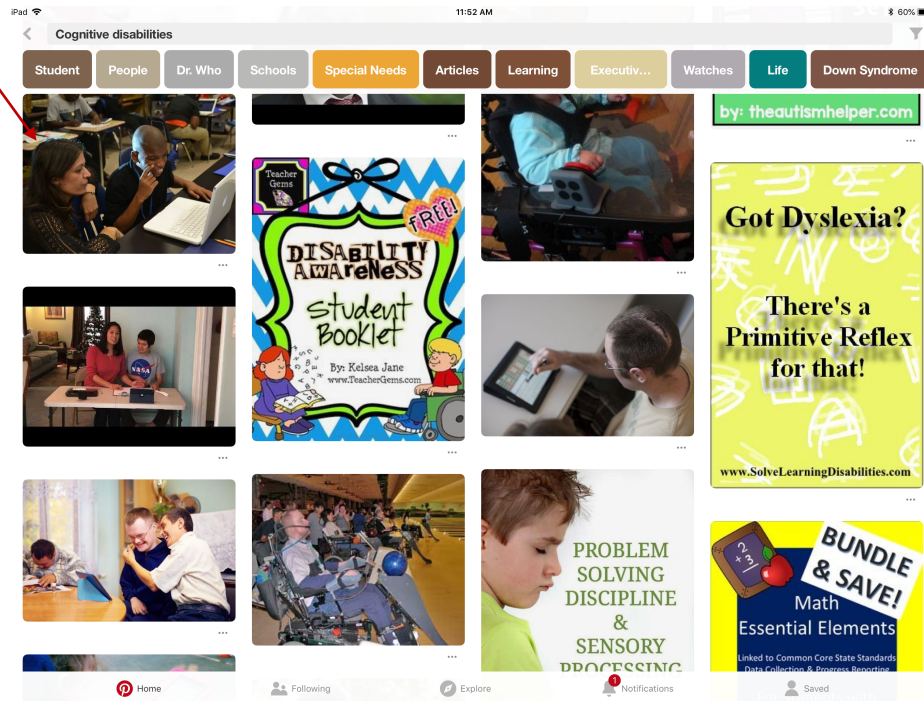 iPad
11:52 AM
60%
Cognitive disabilities
Student
People
Dr. Who
Schools
Special Needs
Articles
Learning
Executiv...
Watches
Life
Down Syndrome
by: theautismhelper.com
Teacher
Gems
FREE!
DISABILITY
AWAReNeSS
Student
Booklet
By: Kelsea Jane
www.TeacherGems.com
Got Dyslexia?
There's a
Primitive Reflex
for that!
www.SolveLearningDisabilities.com
NASA
PROBLEM
SOLVING
DISCIPLINE
&
SENSORY
PROCESSING
2
+3
BUNDLE
& SAVE!
Math
Essential Elements
Linked to Common Core State Standards
Data Collection & Progress Reporting
Home
Following
Explore
1
Notifications
Saved